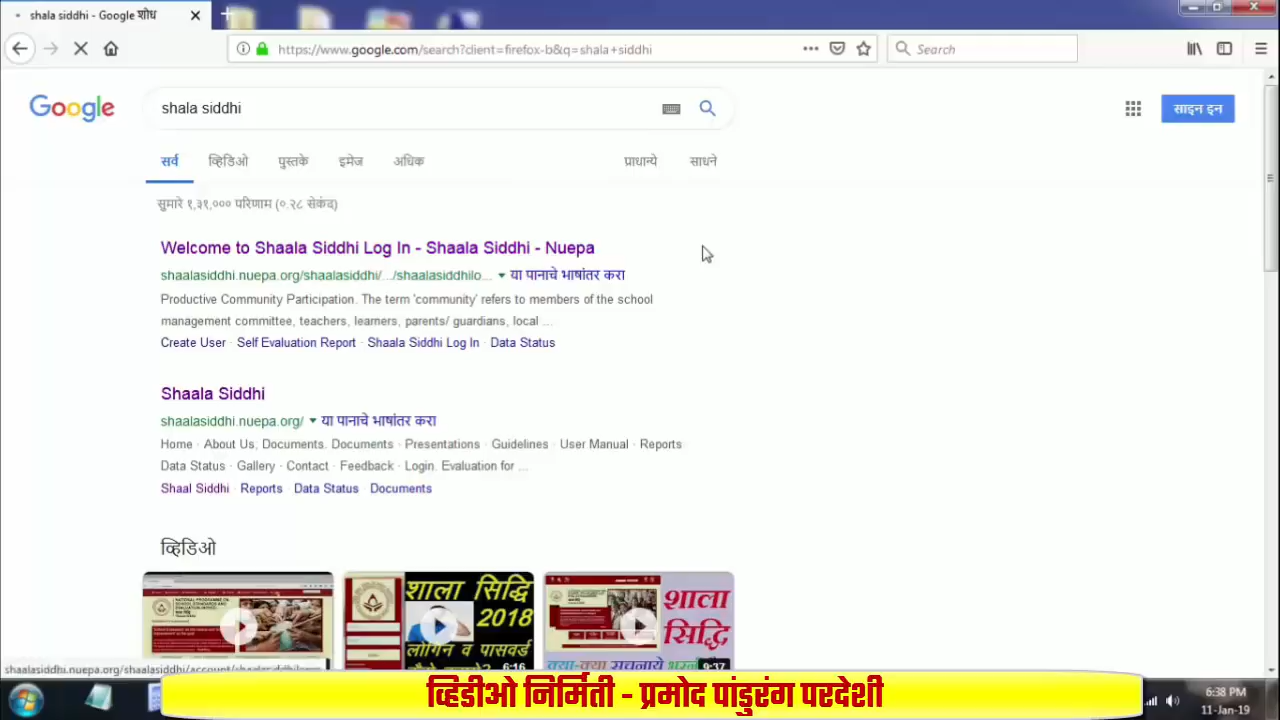 shala siddhi - Google शोध
https://www.google.com/search?client=firefox-b&q=shala+siddhi
Search
Google
shala siddhi
साइन इन
सर्व व्हिडिओ पुस्तके इमेज अधिक प्राधान्ये साधने
सुमारे १,३१,००० परिणाम (०.२८ सेकंद)
Welcome to Shaala Siddhi Log In - Shaala Siddhi - Nuepa
shaalasiddhi.nuepa.org/shaalasiddhi/.../shaalasiddhilo... या पानाचे भाषांतर करा
Productive Community Participation. The term 'community' refers to members of the school
management committee, teachers, learners, parents/ guardians, local ...
Create User · Self Evaluation Report · Shaala Siddhi Log In · Data Status
Shaala Siddhi
shaalasiddhi.nuepa.org/ या पानाचे भाषांतर करा
Home · About Us, Documents. Documents · Presentations · Guidelines · User Manual · Reports
Data Status · Gallery · Contact · Feedback · Login. Evaluation for ...
Shaal Siddhi · Reports · Data Status · Documents
व्हिडिओ
शाला सिद्धि
2018
लोगिन व पासवर्ड
6:16
शाला
सिद्धि
9:37
व्हिडीओ निर्मिती - प्रमोद पांडुरंग परदेशी
6:38 PM
11-Jan-19